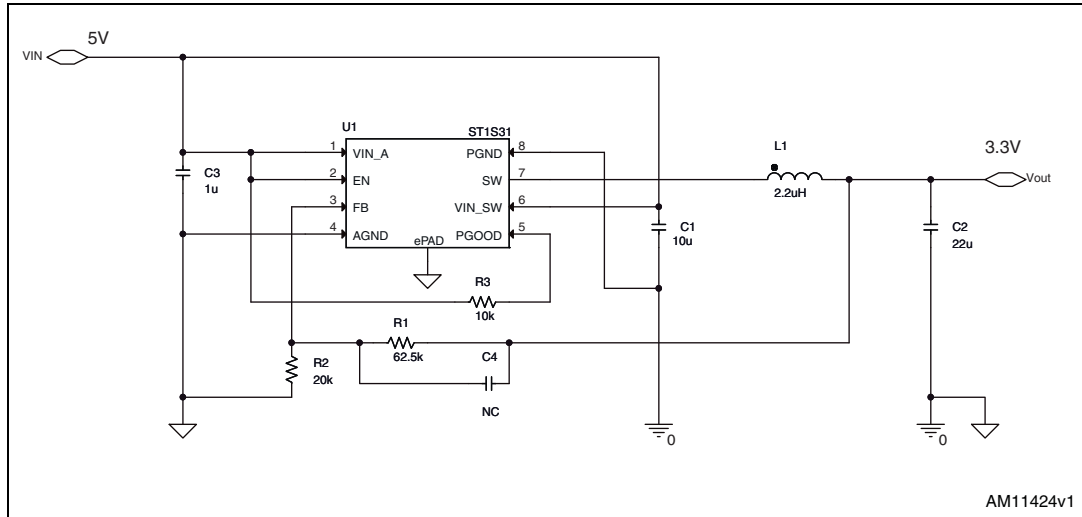 5V
VIN
U1
ST1S31
1
VIN_A
PGND
8
L1
3.3V
C3
1u
2
EN
SW
7
2.2uH
Vout
3
FB
VIN_SW
6
C1
10u
4
AGND
ePAD
PGOOD
5
C2
22u
R3
10k
R1
62.5k
C4
R2
20k
NC
0
0
AM11424v1